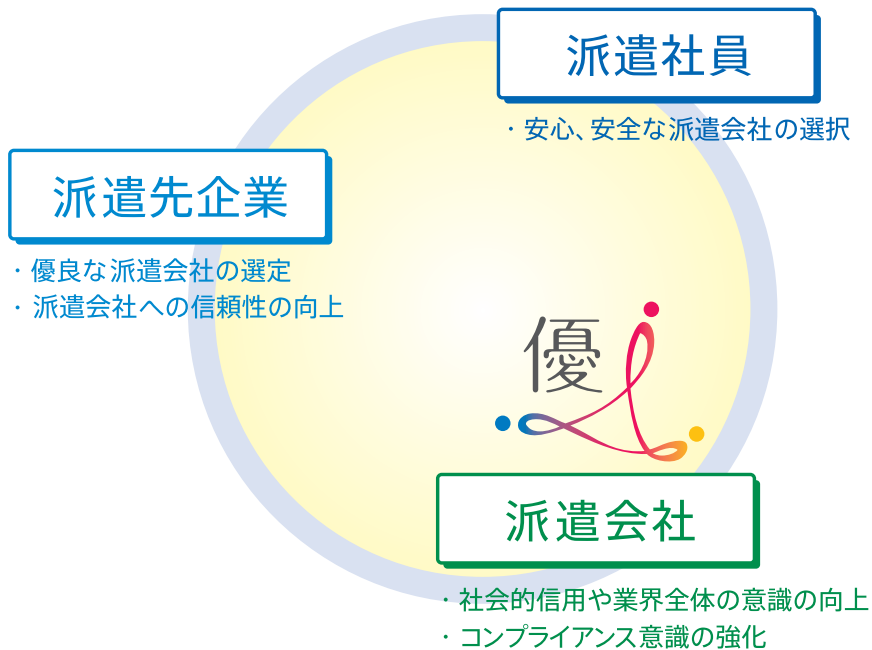 派遣社員
・安心、安全な派遣会社の選択
派遣先企業
・優良な派遣会社の選定
・派遣会社への信頼性の向上
優
派遣会社
・社会的信用や業界全体の意識の向上
・コンプライアンス意識の強化